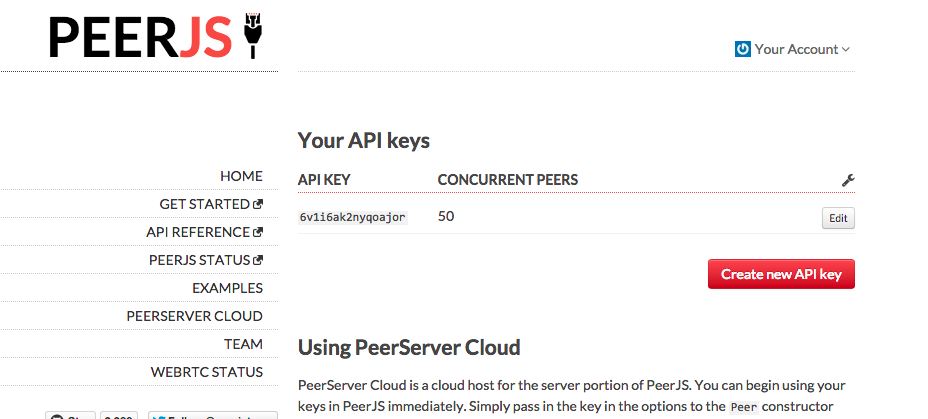 PEERJS
Your Account
Your API keys
HOME
API KEY CONCURRENT PEERS
GET STARTED
6v1i6ak2nyqoajor 50 Edit
API REFERENCE
PEERJS STATUS
Create new API key
EXAMPLES
PEERSERVER CLOUD
TEAM
Using PeerServer Cloud
WEBRTC STATUS
PeerServer Cloud is a cloud host for the server portion of PeerJS. You can begin using your
keys in PeerJS immediately. Simply pass in the key in the options to the Peer constructor